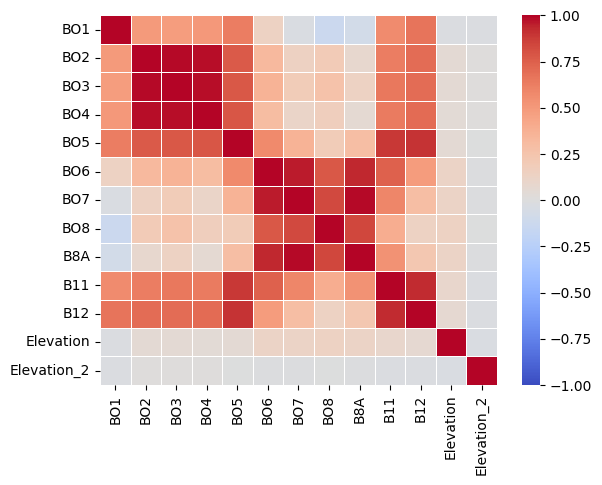 BO1
BO2
BO3
BO4
BO5
BO6
BO7
BO8
B8A
B11
B12
Elevation
Elevation_2
BO1 BO2 BO3 BO4 BO5 BO6 BO7 BO8 B8A B11 B12 Elevation Elevation_2
1.00
0.75
0.50
0.25
0.00
−0.25
−0.50
−0.75
−1.00